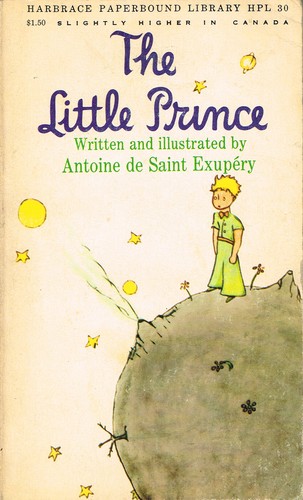 HARBRACE PAPERBOUND LIBRARY HPL 30
$1.50 SLIGHTLY HIGHER IN CANADA
The
Little Prince
Written and illustrated by
Antoine de Saint Exupéry